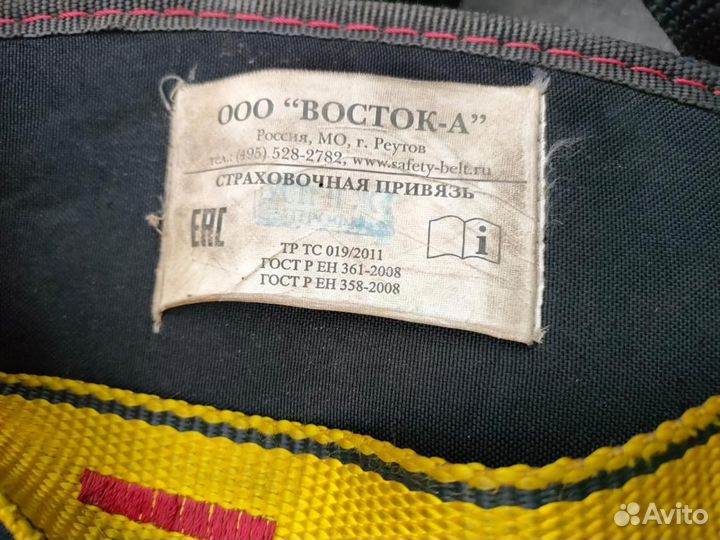 ООО “ВОСТОК-А”
Россия, МО, г. Реутов
тел.: (495) 528-2782, www.safety-belt.ru
СТРАХОВОЧНАЯ ПРИВЯЗЬ
EAC
ТР ТС 019/2011
ГОСТ Р ЕН 361-2008
ГОСТ Р ЕН 358-2008
i
Avito